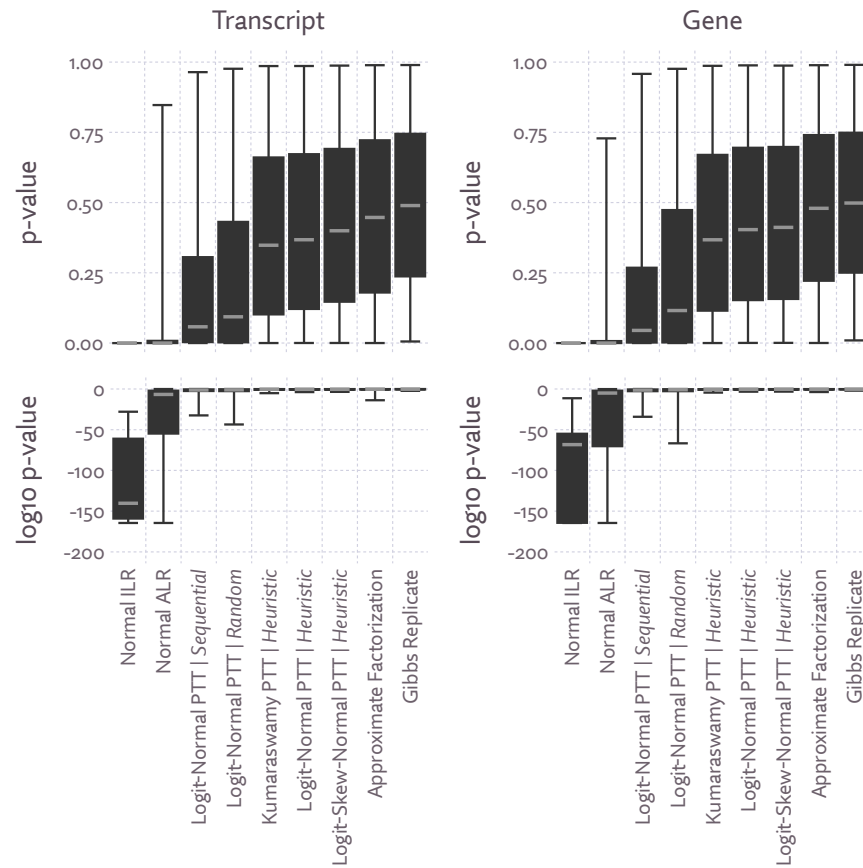 Transcript
p-value
1.00
0.75
0.50
0.25
0.00
log10 p-value
0
-50
-100
-150
-200
Normal ILR
Normal ALR
Logit-Normal PTT | Sequential
Logit-Normal PTT | Random
Kumaraswamy PTT | Heuristic
Logit-Normal PTT | Heuristic
Logit-Skew-Normal PTT | Heuristic
Approximate Factorization
Gibbs Replicate
Gene
p-value
1.00
0.75
0.50
0.25
0.00
log10 p-value
0
-50
-100
-150
-200
Normal ILR
Normal ALR
Logit-Normal PTT | Sequential
Logit-Normal PTT | Random
Kumaraswamy PTT | Heuristic
Logit-Normal PTT | Heuristic
Logit-Skew-Normal PTT | Heuristic
Approximate Factorization
Gibbs Replicate